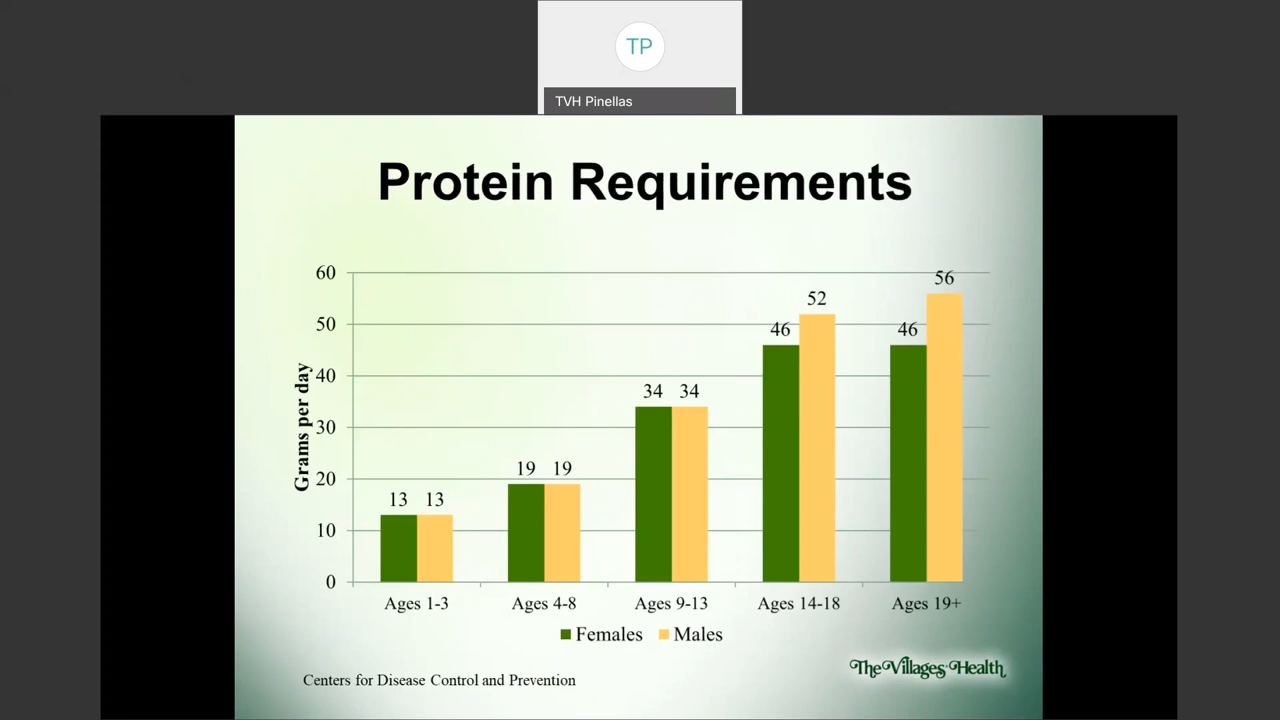 TP
TVH Pinellas
Protein Requirements
Grams per day
60
50
40
30
20
10
0
13 13
19 19
34 34
46 52
46 56
Ages 1-3 Ages 4-8 Ages 9-13 Ages 14-18 Ages 19+
Females Males
Centers for Disease Control and Prevention
The Villages Health